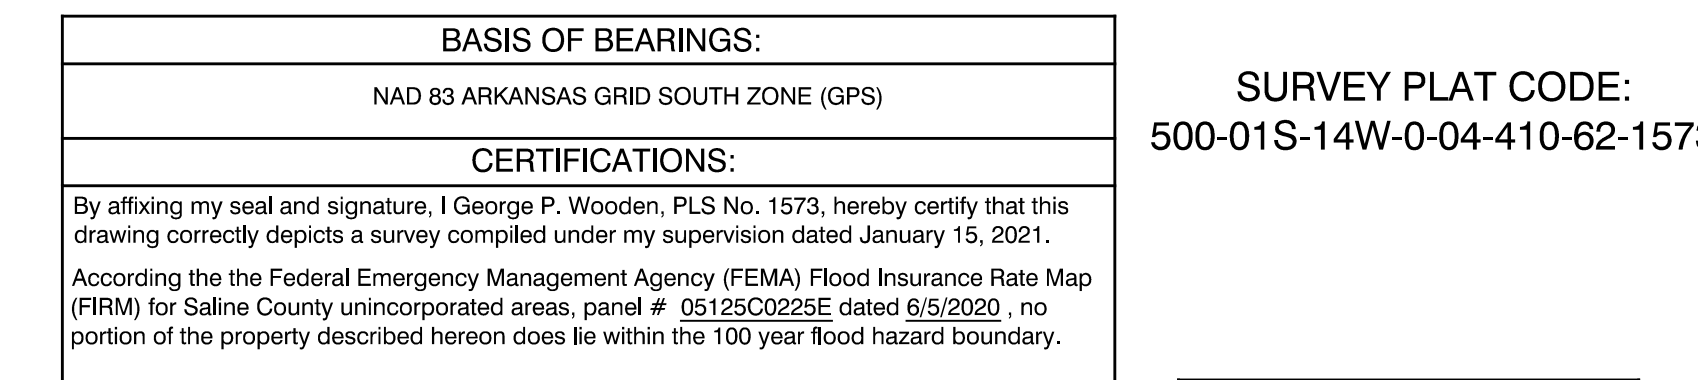 BASIS OF BEARINGS:
NAD 83 ARKANSAS GRID SOUTH ZONE (GPS)
CERTIFICATIONS:
By affixing my seal and signature, I George P. Wooden, PLS No. 1573, hereby certify that this
drawing correctly depicts a survey compiled under my supervision dated January 15, 2021.
According the the Federal Emergency Management Agency (FEMA) Flood Insurance Rate Map
(FIRM) for Saline County unincorporated areas, panel # 05125C0225E dated 6/5/2020 , no
portion of the property described hereon does lie within the 100 year flood hazard boundary.
SURVEY PLAT CODE:
500-01S-14W-0-04-410-62-1573